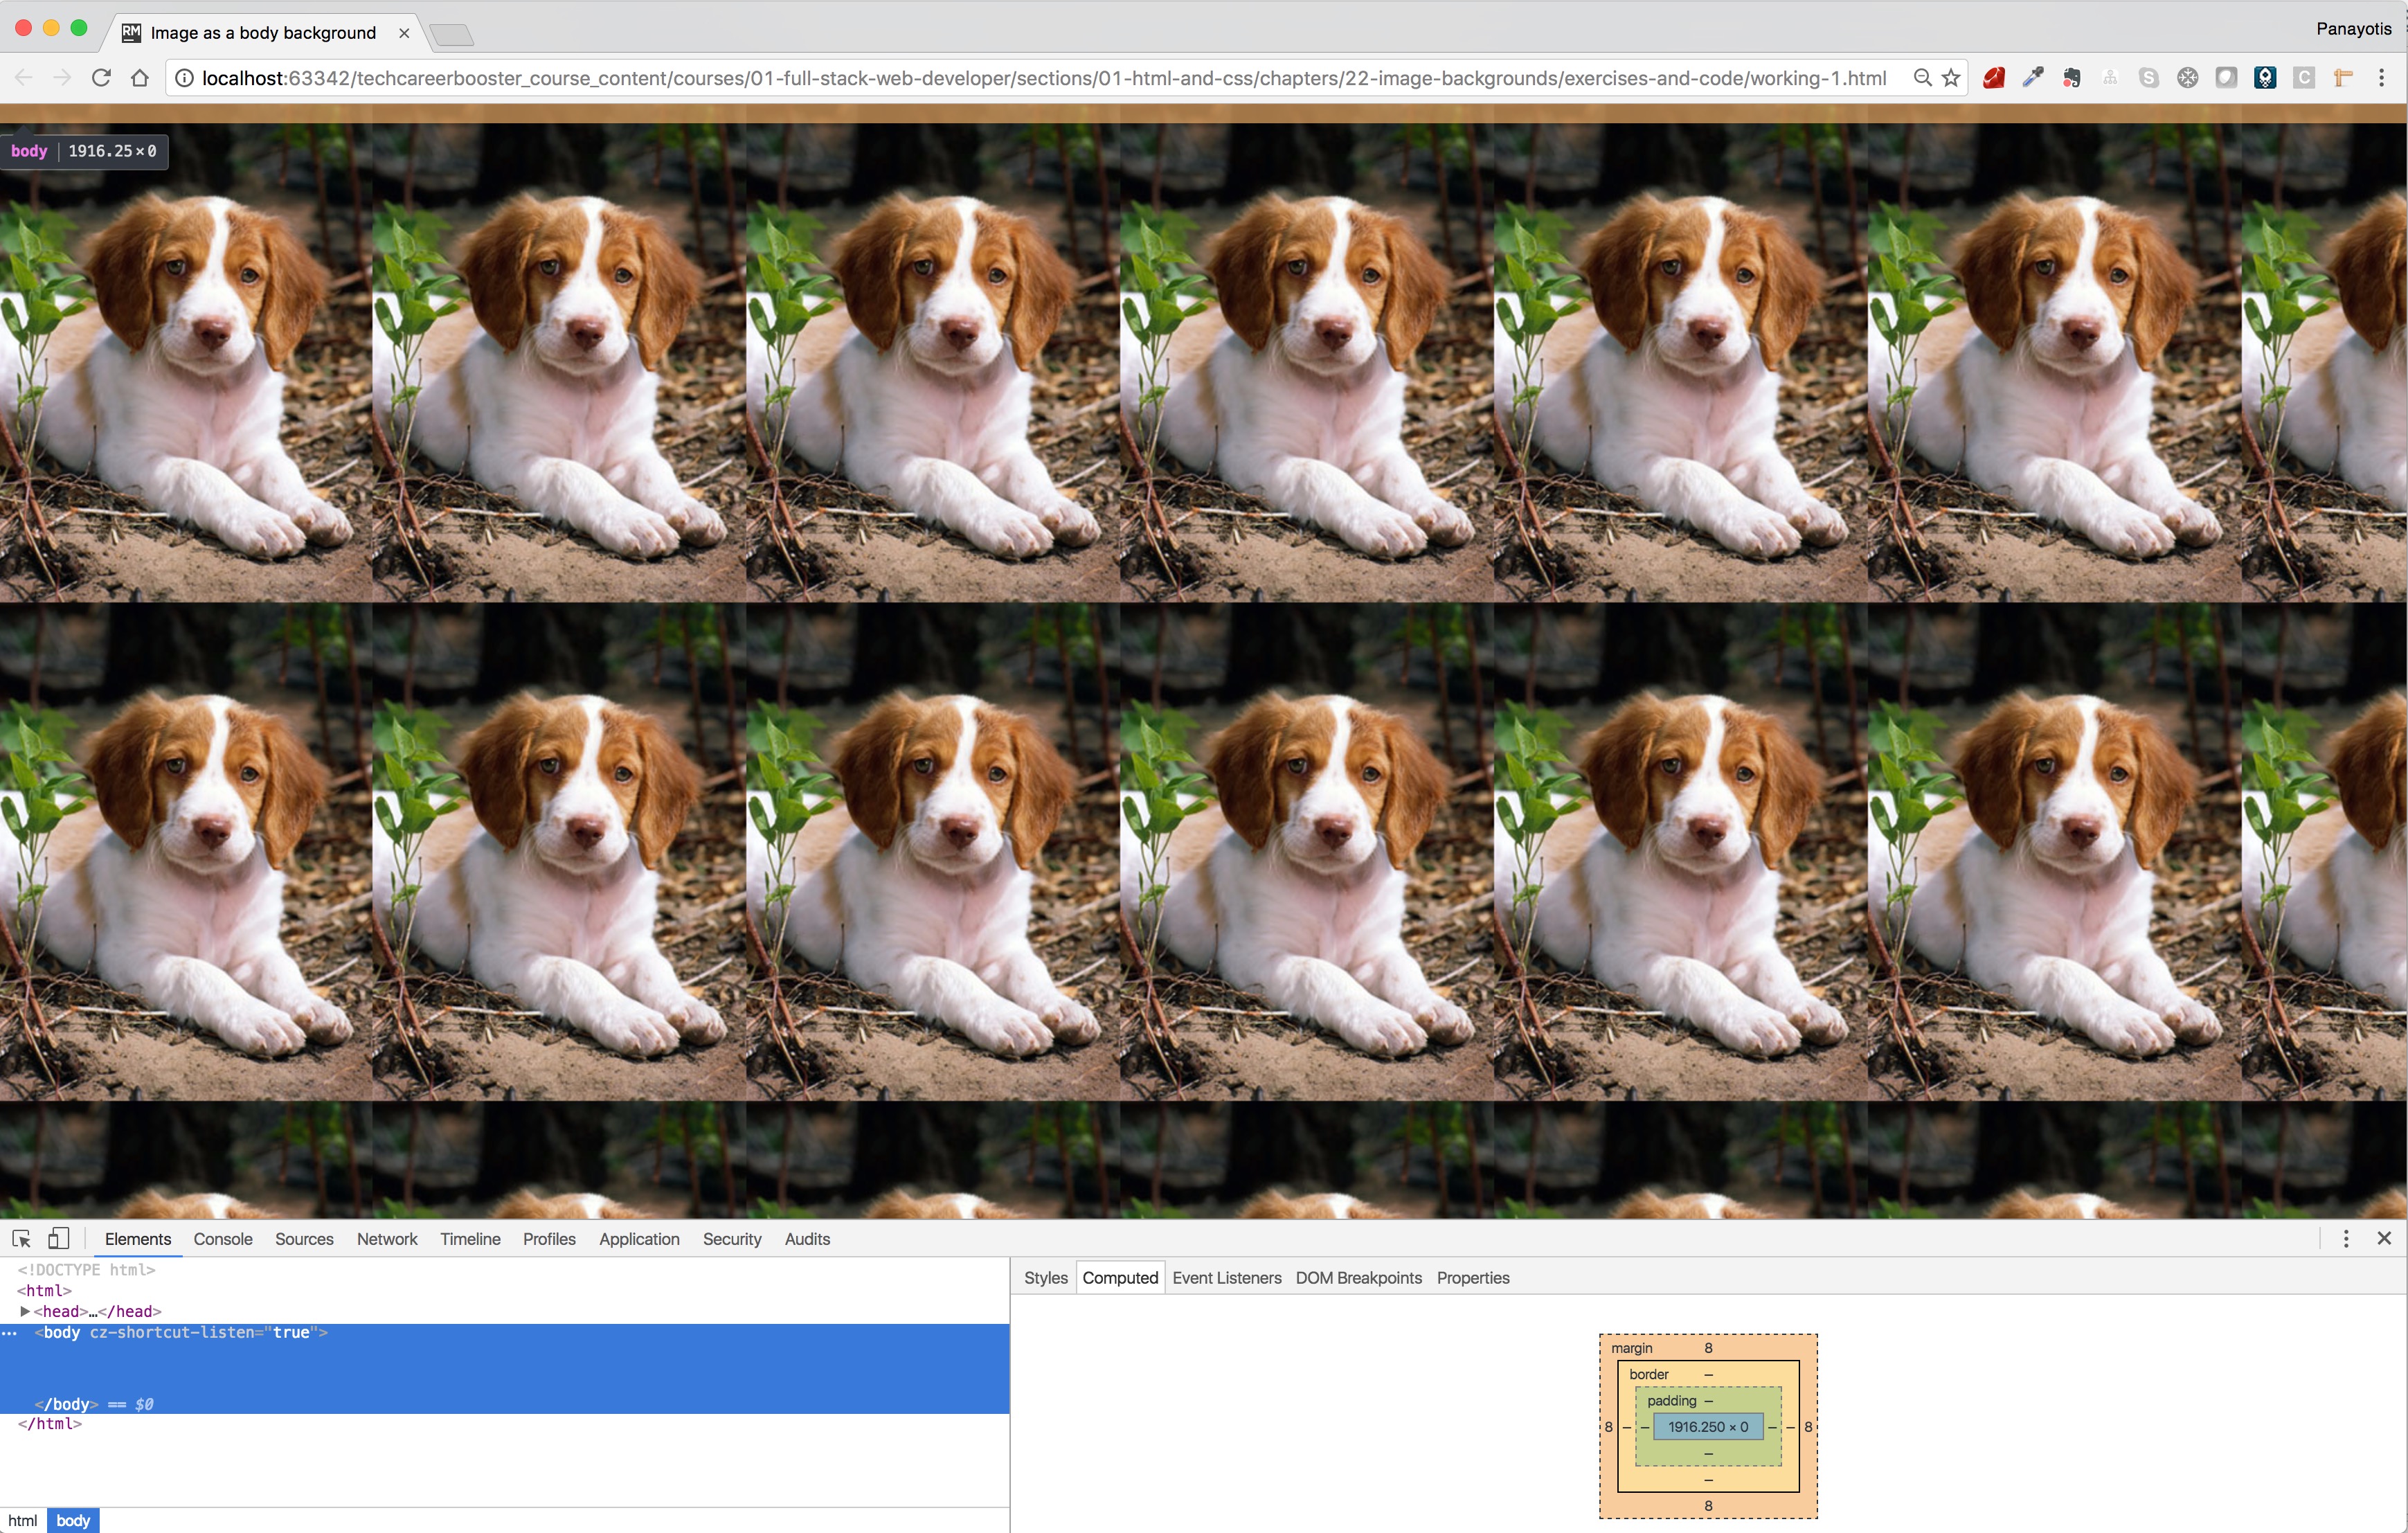 RM Image as a body background
Panayotis
localhost:63342/techcareerbooster_course_content/courses/01-full-stack-web-developer/sections/01-html-and-css/chapters/22-image-backgrounds/exercises-and-code/working-1.html
S
C
body 1916.25×0
Elements Console Sources Network Timeline Profiles Application Security Audits
<!DOCTYPE html>
<html>
<head>…</head>
<body cz-shortcut-listen="true">
</body> == $0
</html>
html body
Styles Computed Event Listeners DOM Breakpoints Properties
margin 8
border –
padding –
8 – – 1916.250 × 0 – – 8
–
–
8